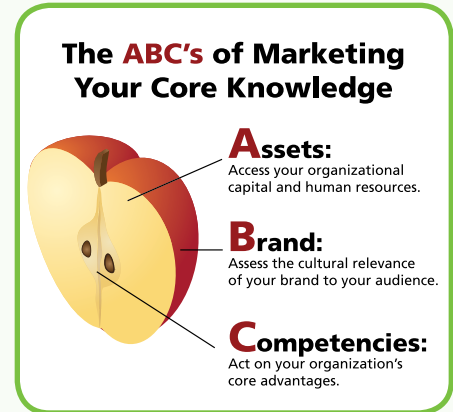 The ABC's of Marketing
Your Core Knowledge
Assets:
Access your organizational
capital and human resources.
Brand:
Assess the cultural relevance
of your brand to your audience.
Competencies:
Act on your organization's
core advantages.